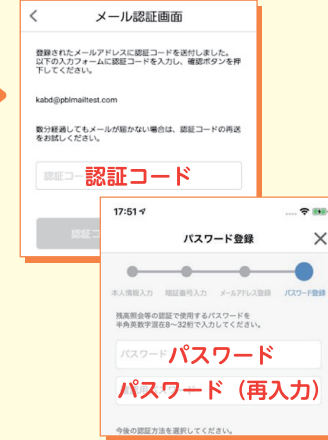 メール認証画面
登録されたメールアドレスに認証コードを送付しました。
以下の入力フォームに認証コードを入力し、確認ボタンを押
下してください。
kabd@pblmailtest.com
数分経過してもメールが届かない場合は、認証コードの再送
をお試しください。
認証コード
認証コ
17:51
パスワード登録
本人情報入力 暗証番号入力 メールアドレス登録 パスワード登録
残高照会等の認証で使用するパスワードを
半角英数字混在8〜32桁で入力してください。
パスワード
パスワード(再入力)
今後の認証方法を選択してください。